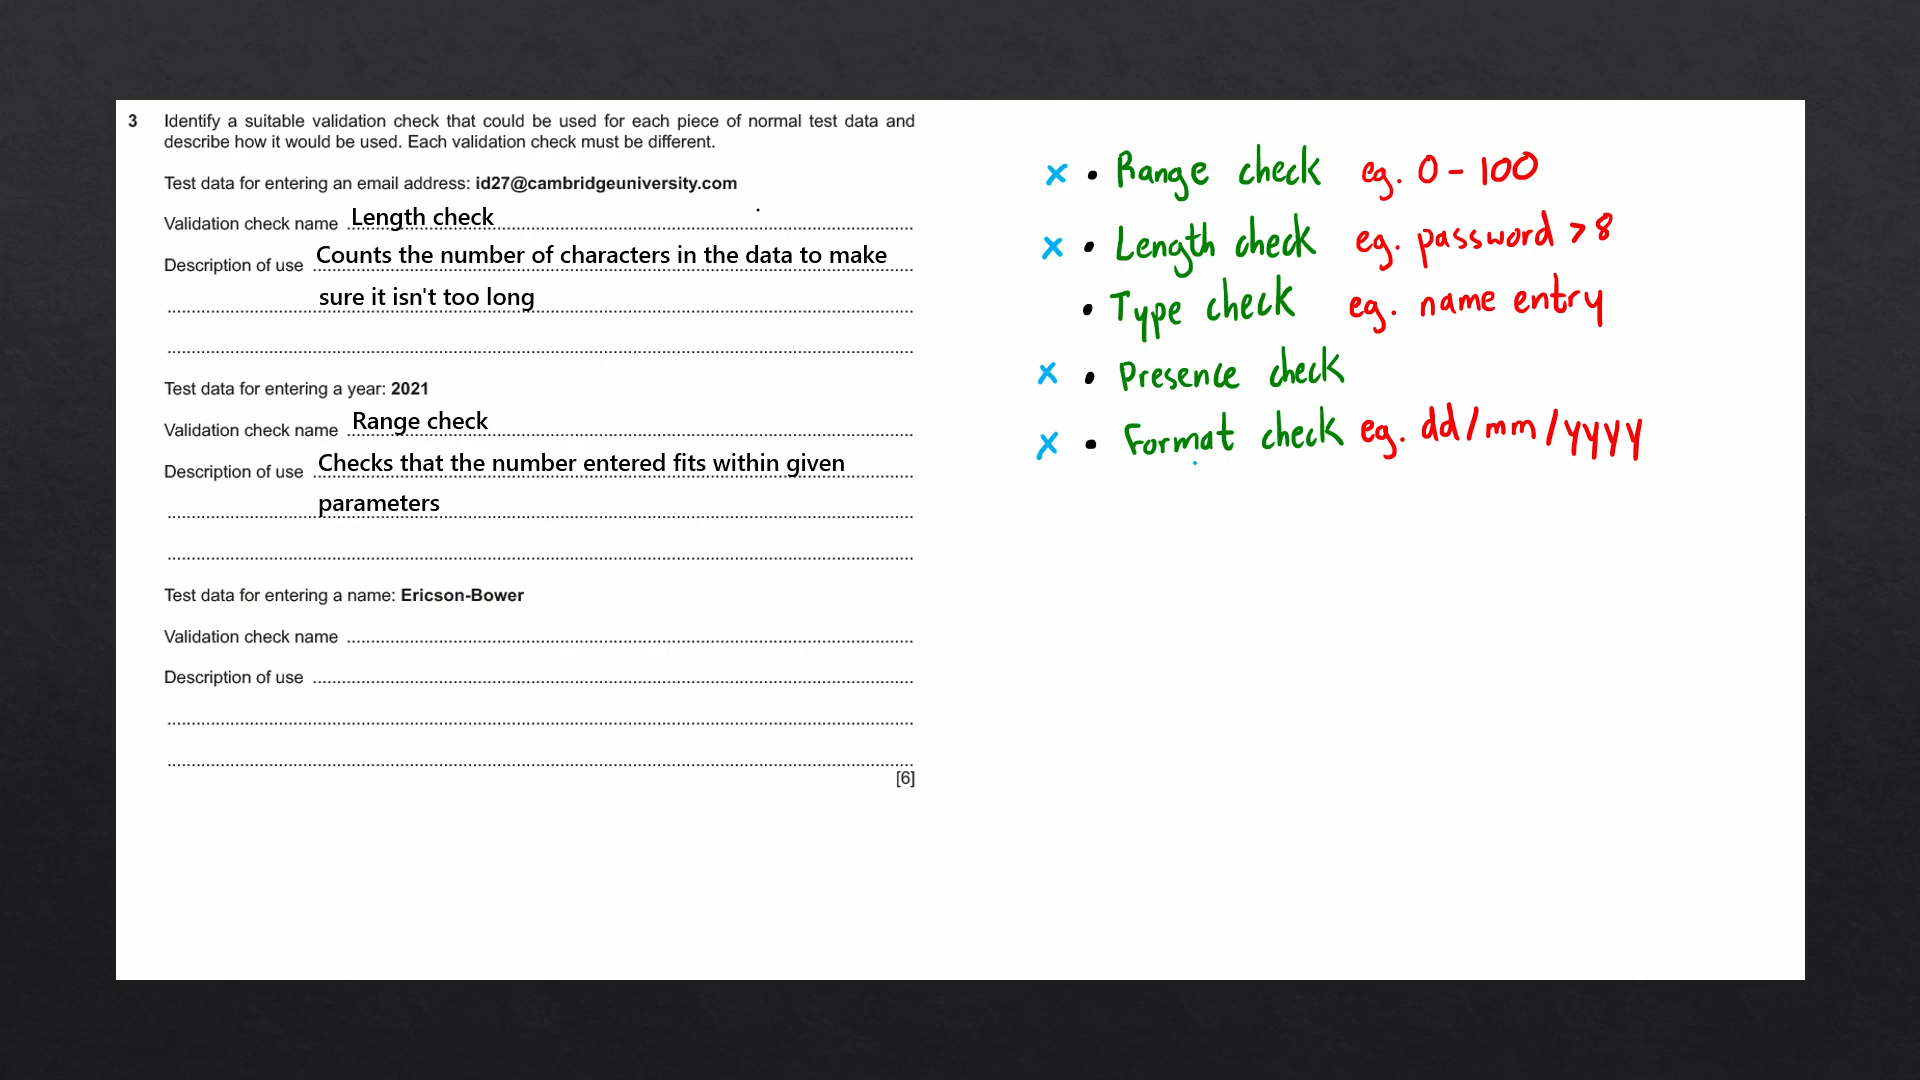 3 Identify a suitable validation check that could be used for each piece of normal test data and
describe how it would be used. Each validation check must be different.
Test data for entering an email address: id27@cambridgeuniversity.com
Validation check name Length check
Description of use Counts the number of characters in the data to make
sure it isn't too long
Test data for entering a year: 2021
Validation check name Range check
Description of use Checks that the number entered fits within given
parameters
Test data for entering a name: Ericson-Bower
Validation check name
Description of use
[6]
x • Range check eg. 0 - 100
x • Length check eg. password > 8
• Type check eg. name entry
x • Presence check
x • Format check eg. dd/mm/yyyy